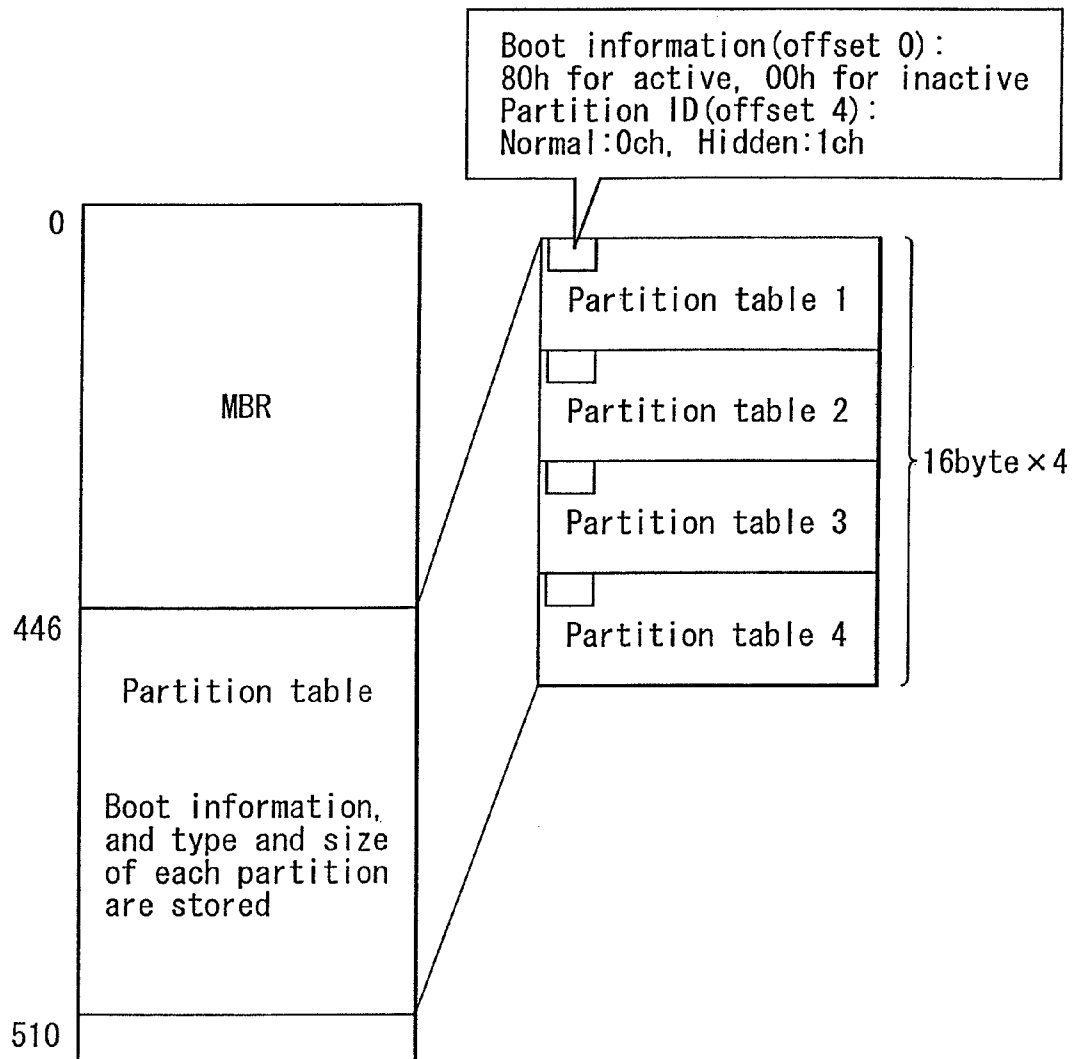 Boot information(offset 0):
80h for active, 00h for inactive
Partition ID(offset 4):
Normal:0ch, Hidden:1ch
0
MBR
446
Partition table
Boot information,
and type and size
of each partition
are stored
510
Partition table 1
Partition table 2
Partition table 3
Partition table 4
16byte×4